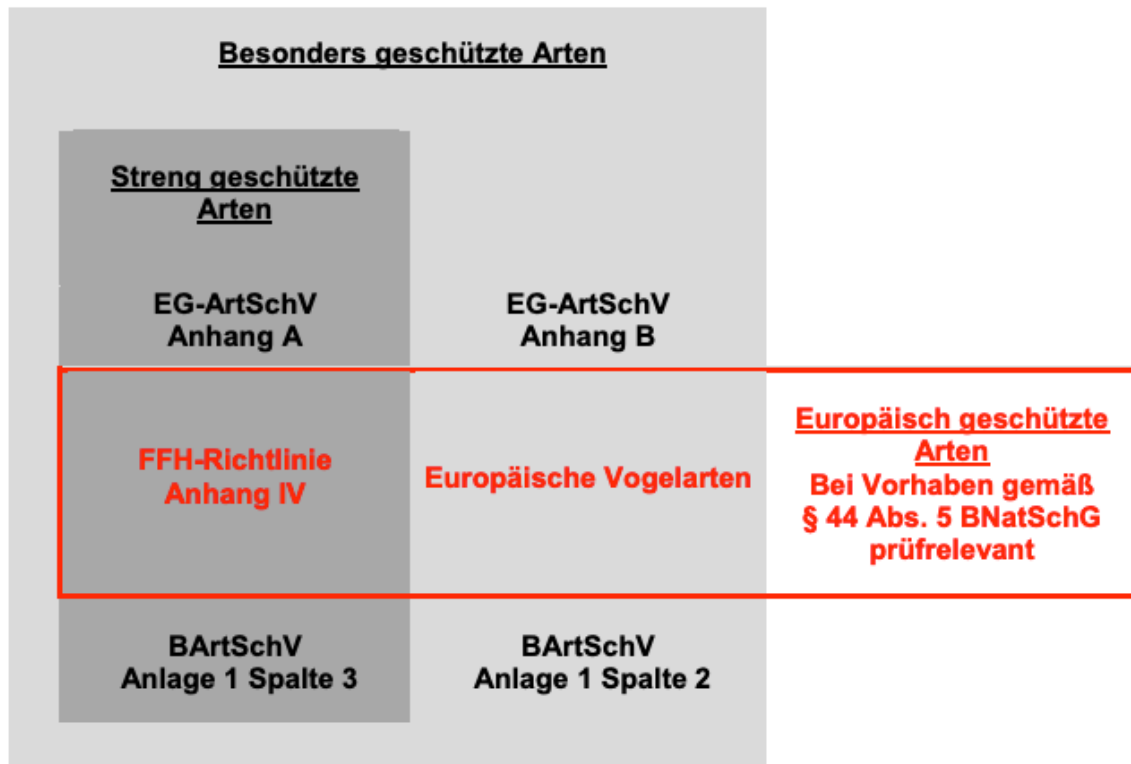 Besonders geschützte Arten
Streng geschützte
Arten
EG-ArtSchV
Anhang A
EG-ArtSchV
Anhang B
FFH-Richtlinie
Anhang IV
Europäische Vogelarten
Europäisch geschützte
Arten
Bei Vorhaben gemäß
§ 44 Abs. 5 BNatSchG
prüfrelevant
BArtSchV
Anlage 1 Spalte 3
BArtSchV
Anlage 1 Spalte 2